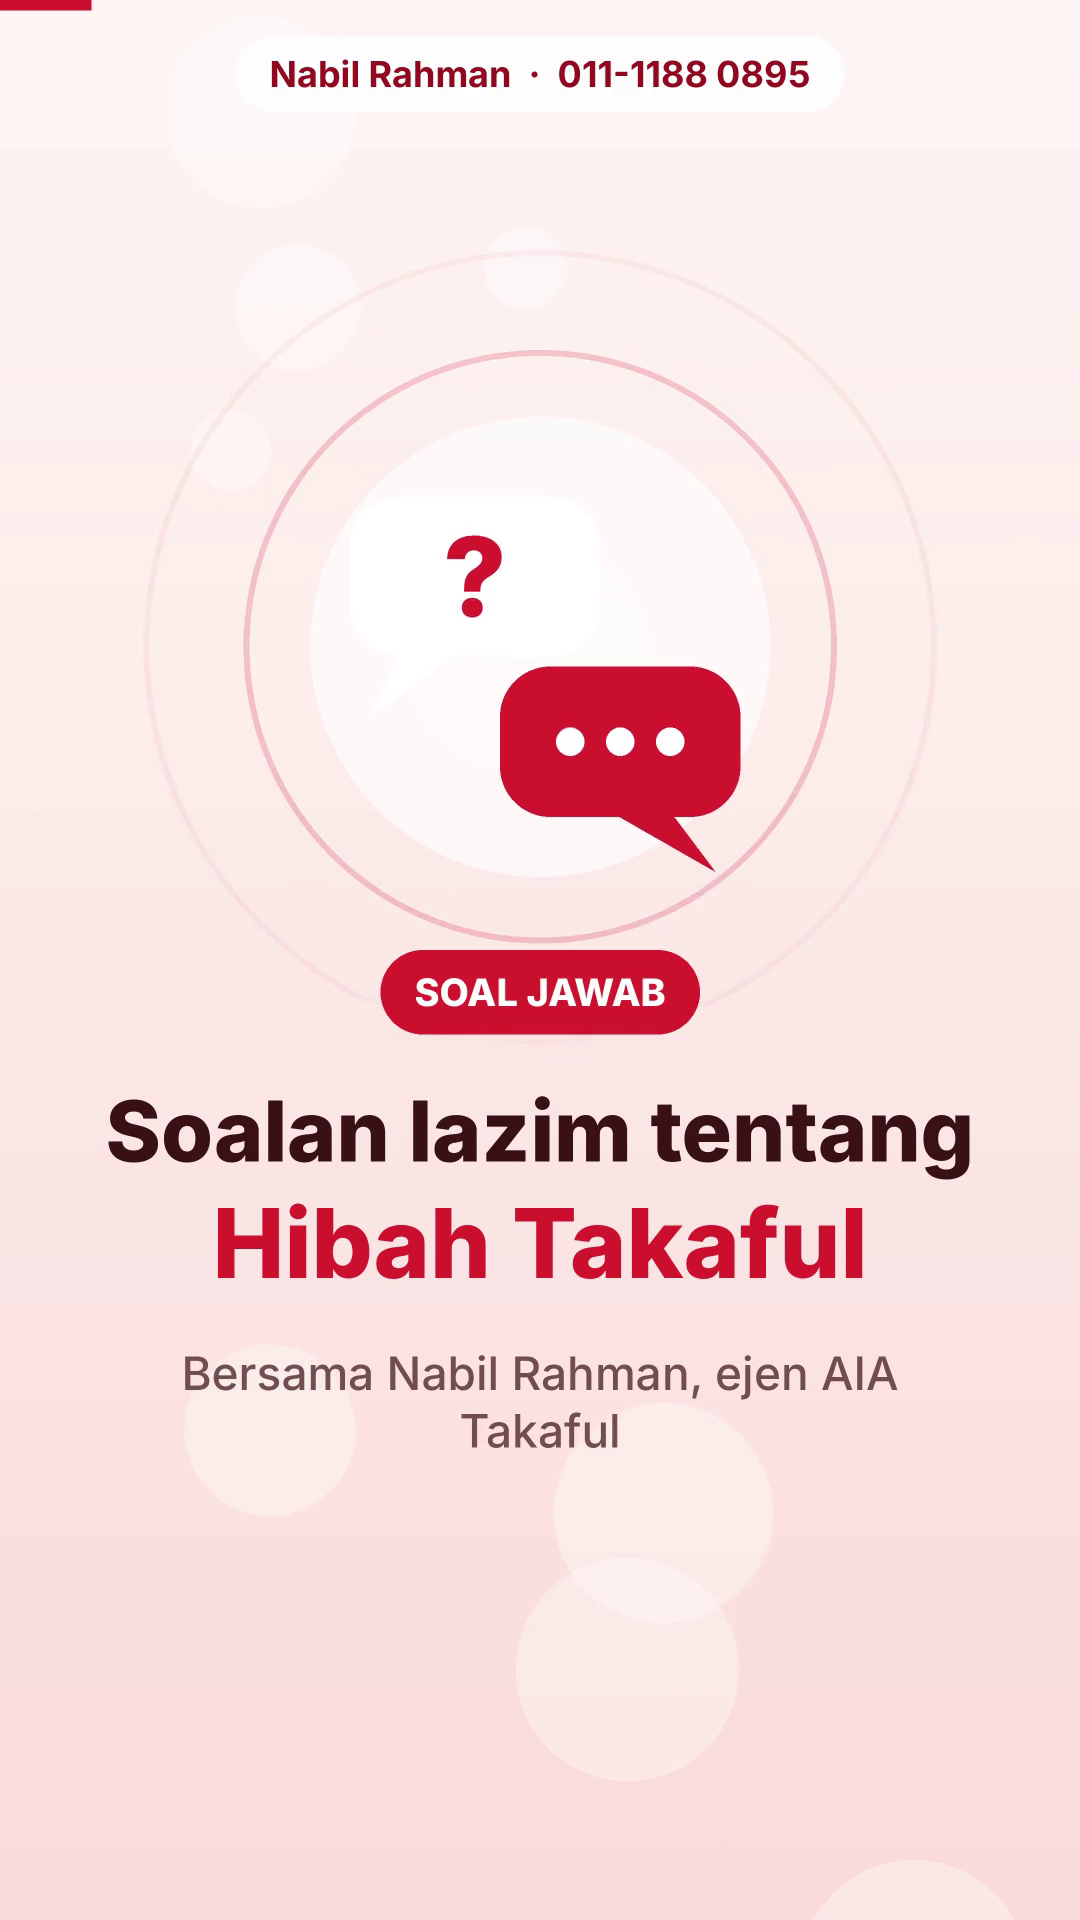 Nabil Rahman · 011-1188 0895
?
SOAL JAWAB
Soalan lazim tentang
Hibah Takaful
Bersama Nabil Rahman, ejen AIA
Takaful